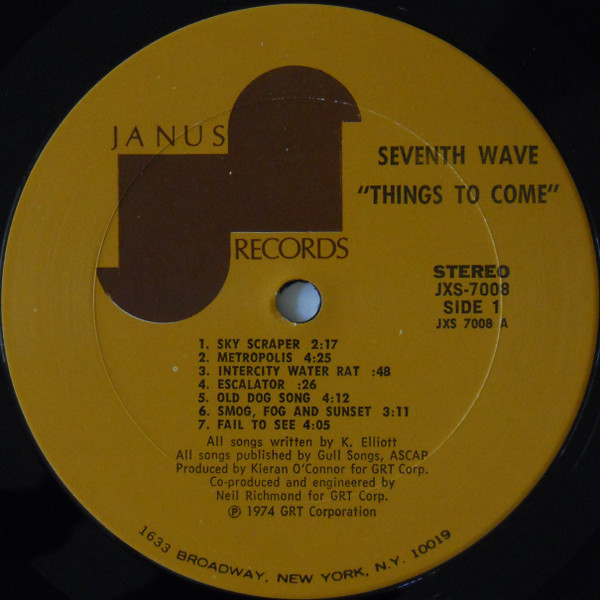 JANUS
RECORDS
SEVENTH WAVE
"THINGS TO COME"
STEREO
JXS-7008
SIDE 1
JXS 7008 A
1. SKY SCRAPER 2:17
2. METROPOLIS 4:25
3. INTERCITY WATER RAT :48
4. ESCALATOR :26
5. OLD DOG SONG 4:12
6. SMOG, FOG AND SUNSET 3:11
7. FAIL TO SEE 4:05
All songs written by K. Elliott
All songs published by Gull Songs, ASCAP
Produced by Kieran O'Connor for GRT Corp.
Co-produced and engineered by
Neil Richmond for GRT Corp.
℗ 1974 GRT Corporation
1633 BROADWAY, NEW YORK, N.Y. 10019